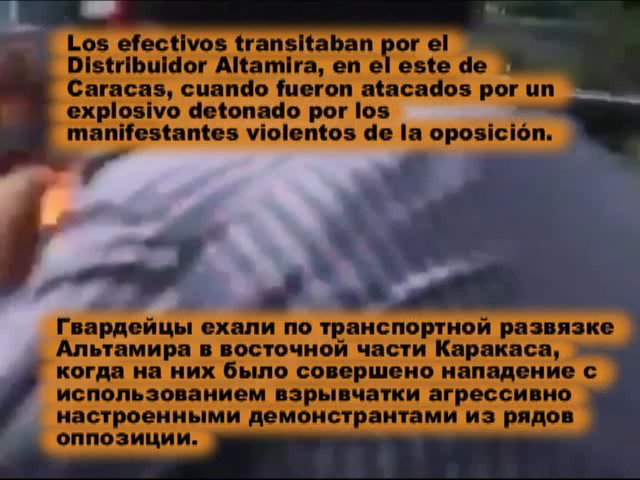 Los efectivos transitaban por el
Distribuidor Altamira, en el este de
Caracas, cuando fueron atacados por un
explosivo detonado por los
manifestantes violentos de la oposición.
Гвардейцы ехали по транспортной развязке
Альтамира в восточной части Каракаса,
когда на них было совершено нападение с
использованием взрывчатки агрессивно
настроенными демонстрантами из рядов
оппозиции.